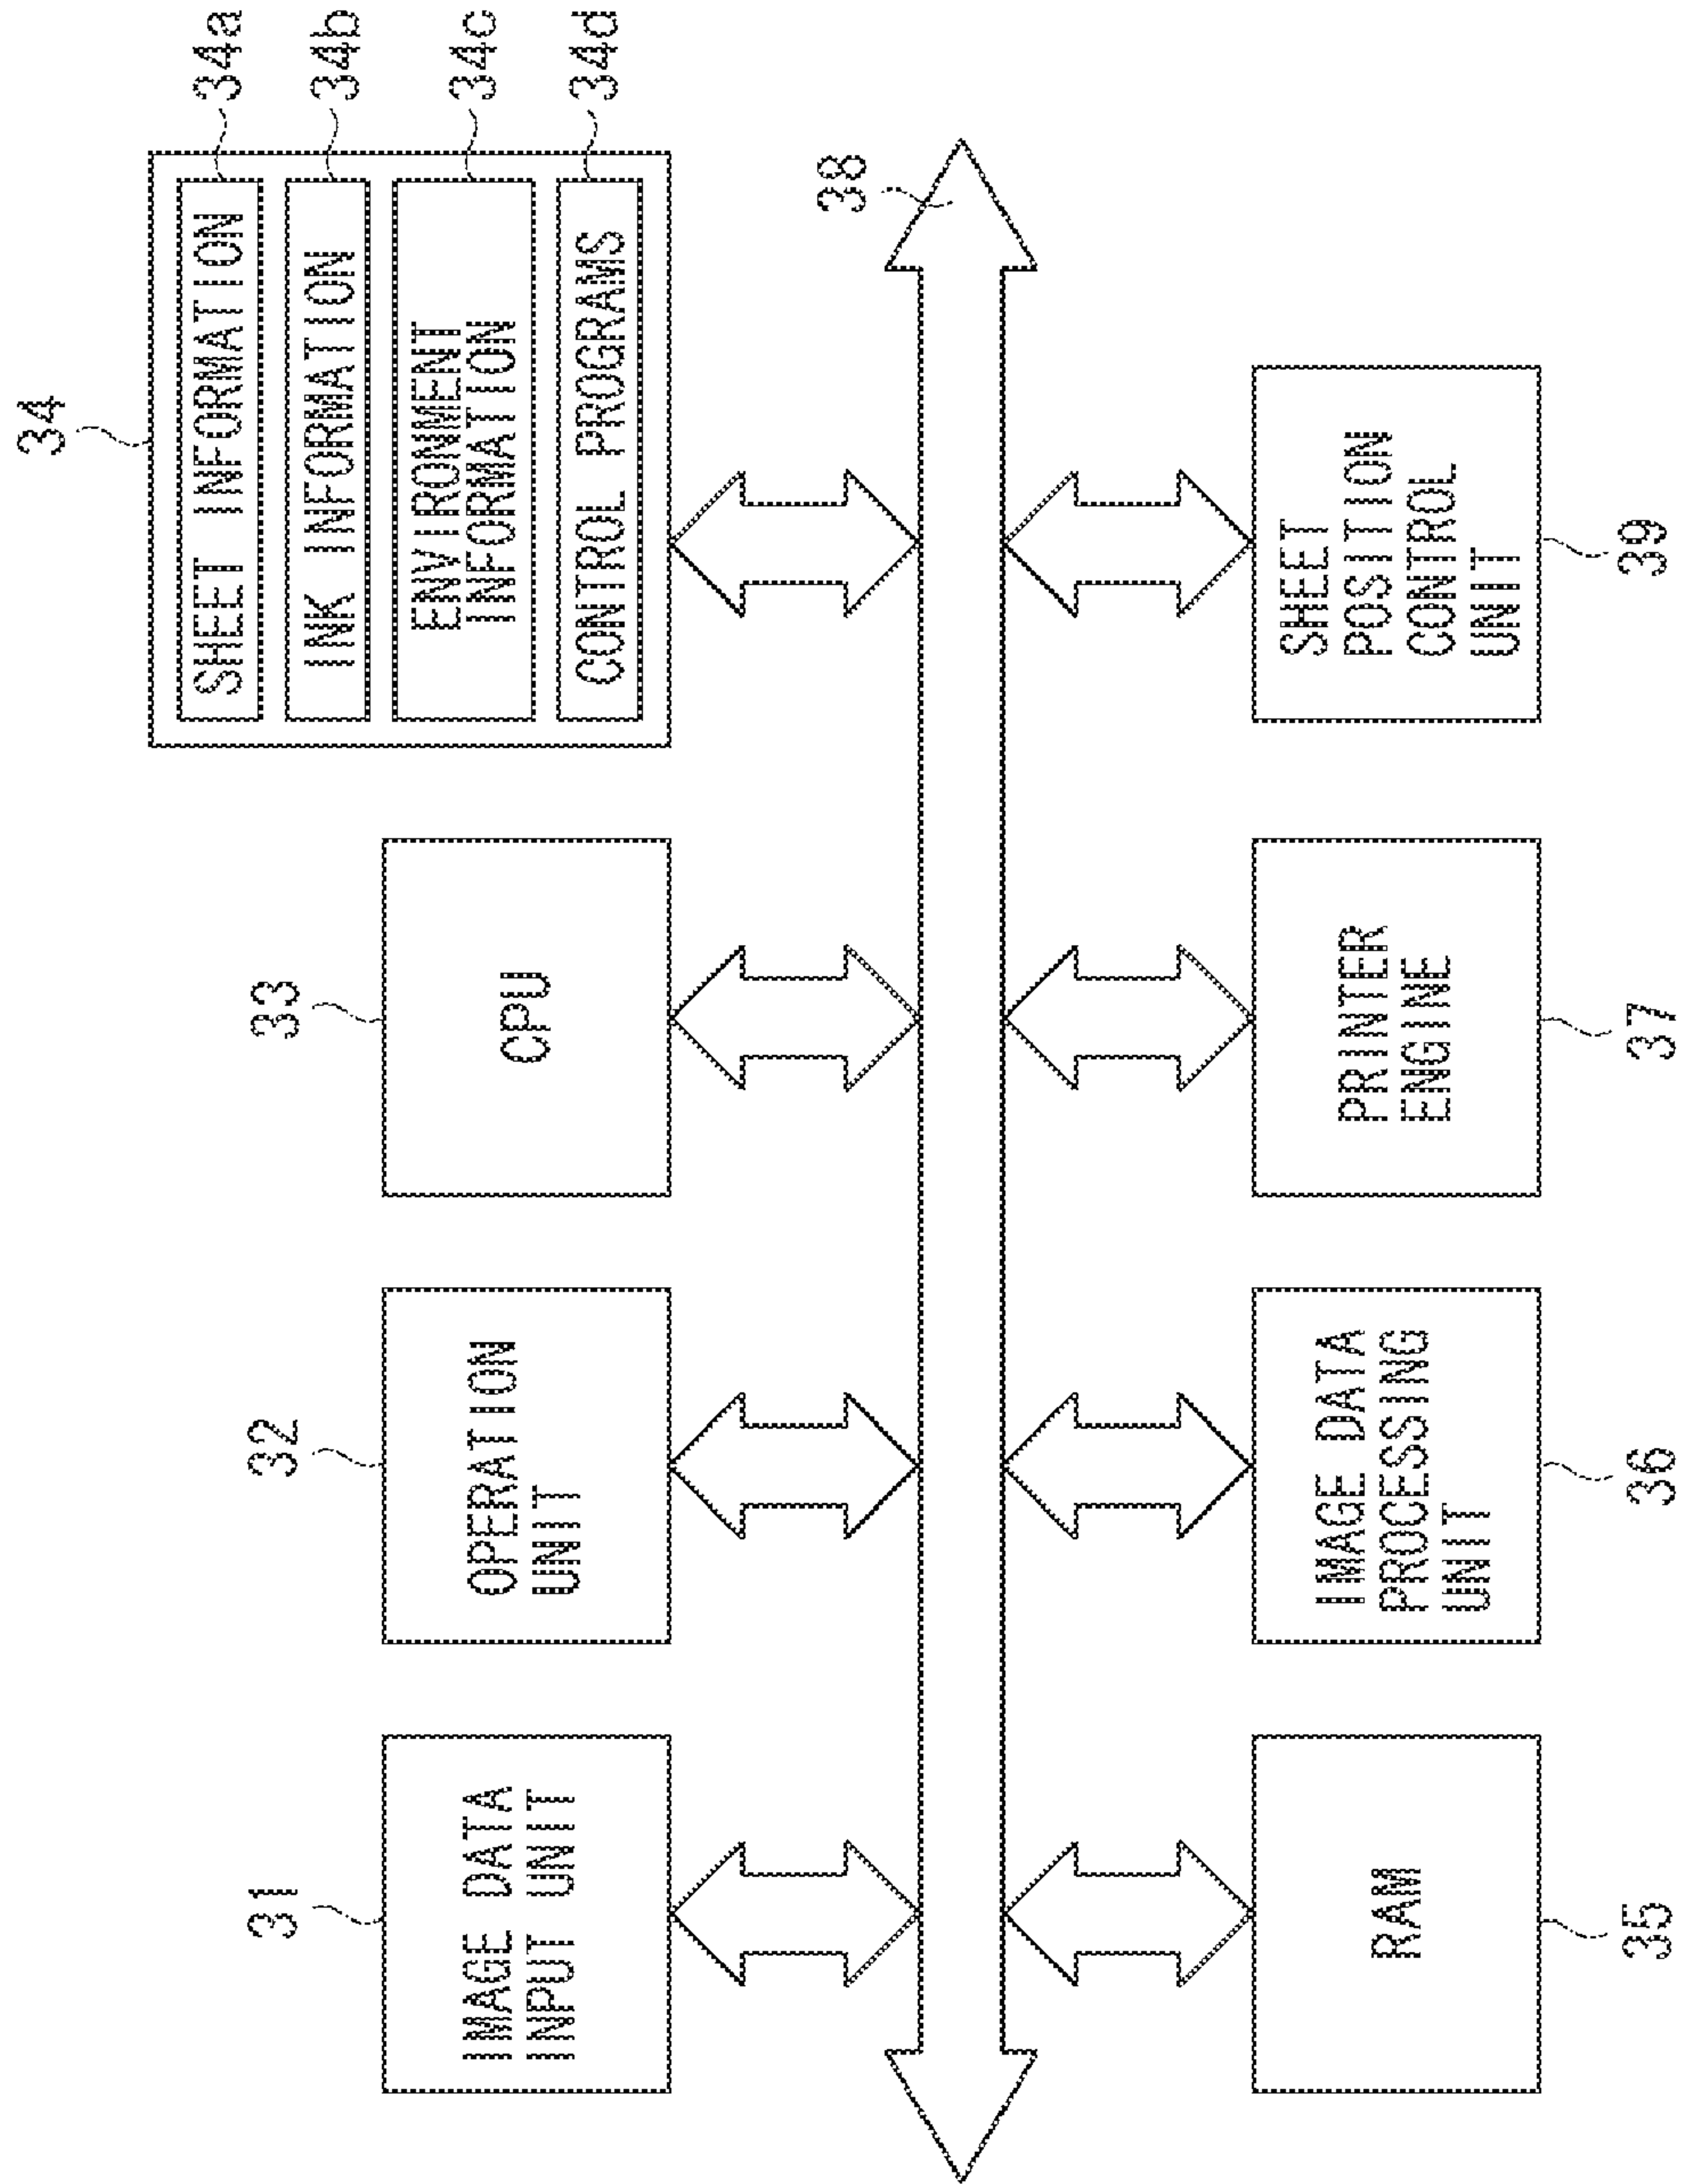 34
SHEET INFORMATION
34a
INK INFORMATION
34b
ENVIRONMENT
INFORMATION
34c
CONTROL PROGRAMS
34d
31
IMAGE DATA
INPUT UNIT
32
OPERATION
UNIT
33
CPU
38
RAM
35
IMAGE DATA
PROCESSING
UNIT
36
PRINTER
ENGINE
37
SHEET
POSITION
CONTROL
UNIT
39